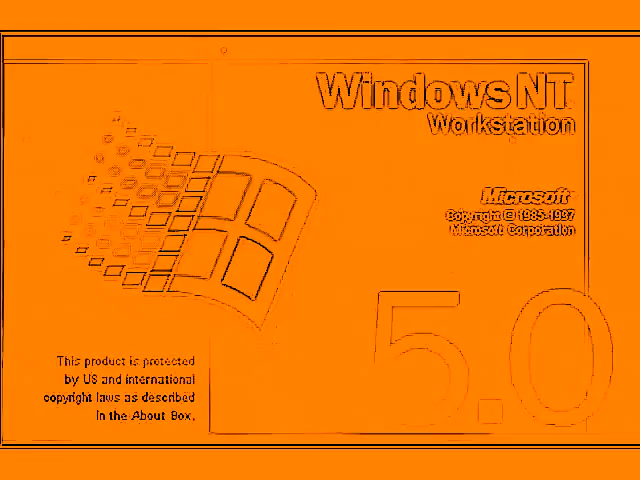 Windows NT
Workstation
Microsoft
Copyright © 1985-1997
Microsoft Corporation
5.0
This product is protected
by US and international
copyright laws as described
in the About Box.